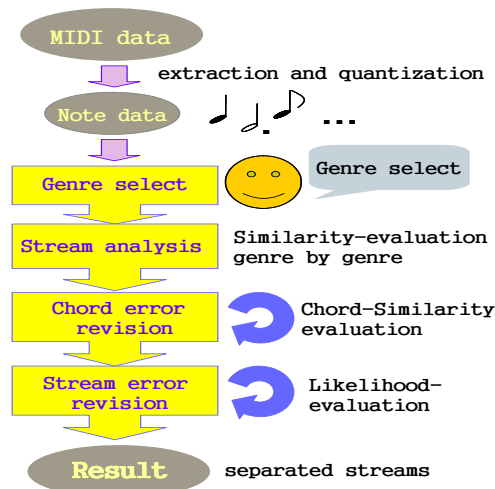 MIDI data
extraction and quantization
Note data
...
Genre select
Genre select
Stream analysis
Similarity-evaluation
genre by genre
Chord error
revision
Chord-Similarity
evaluation
Stream error
revision
Likelihood-
evaluation
Result
separated streams